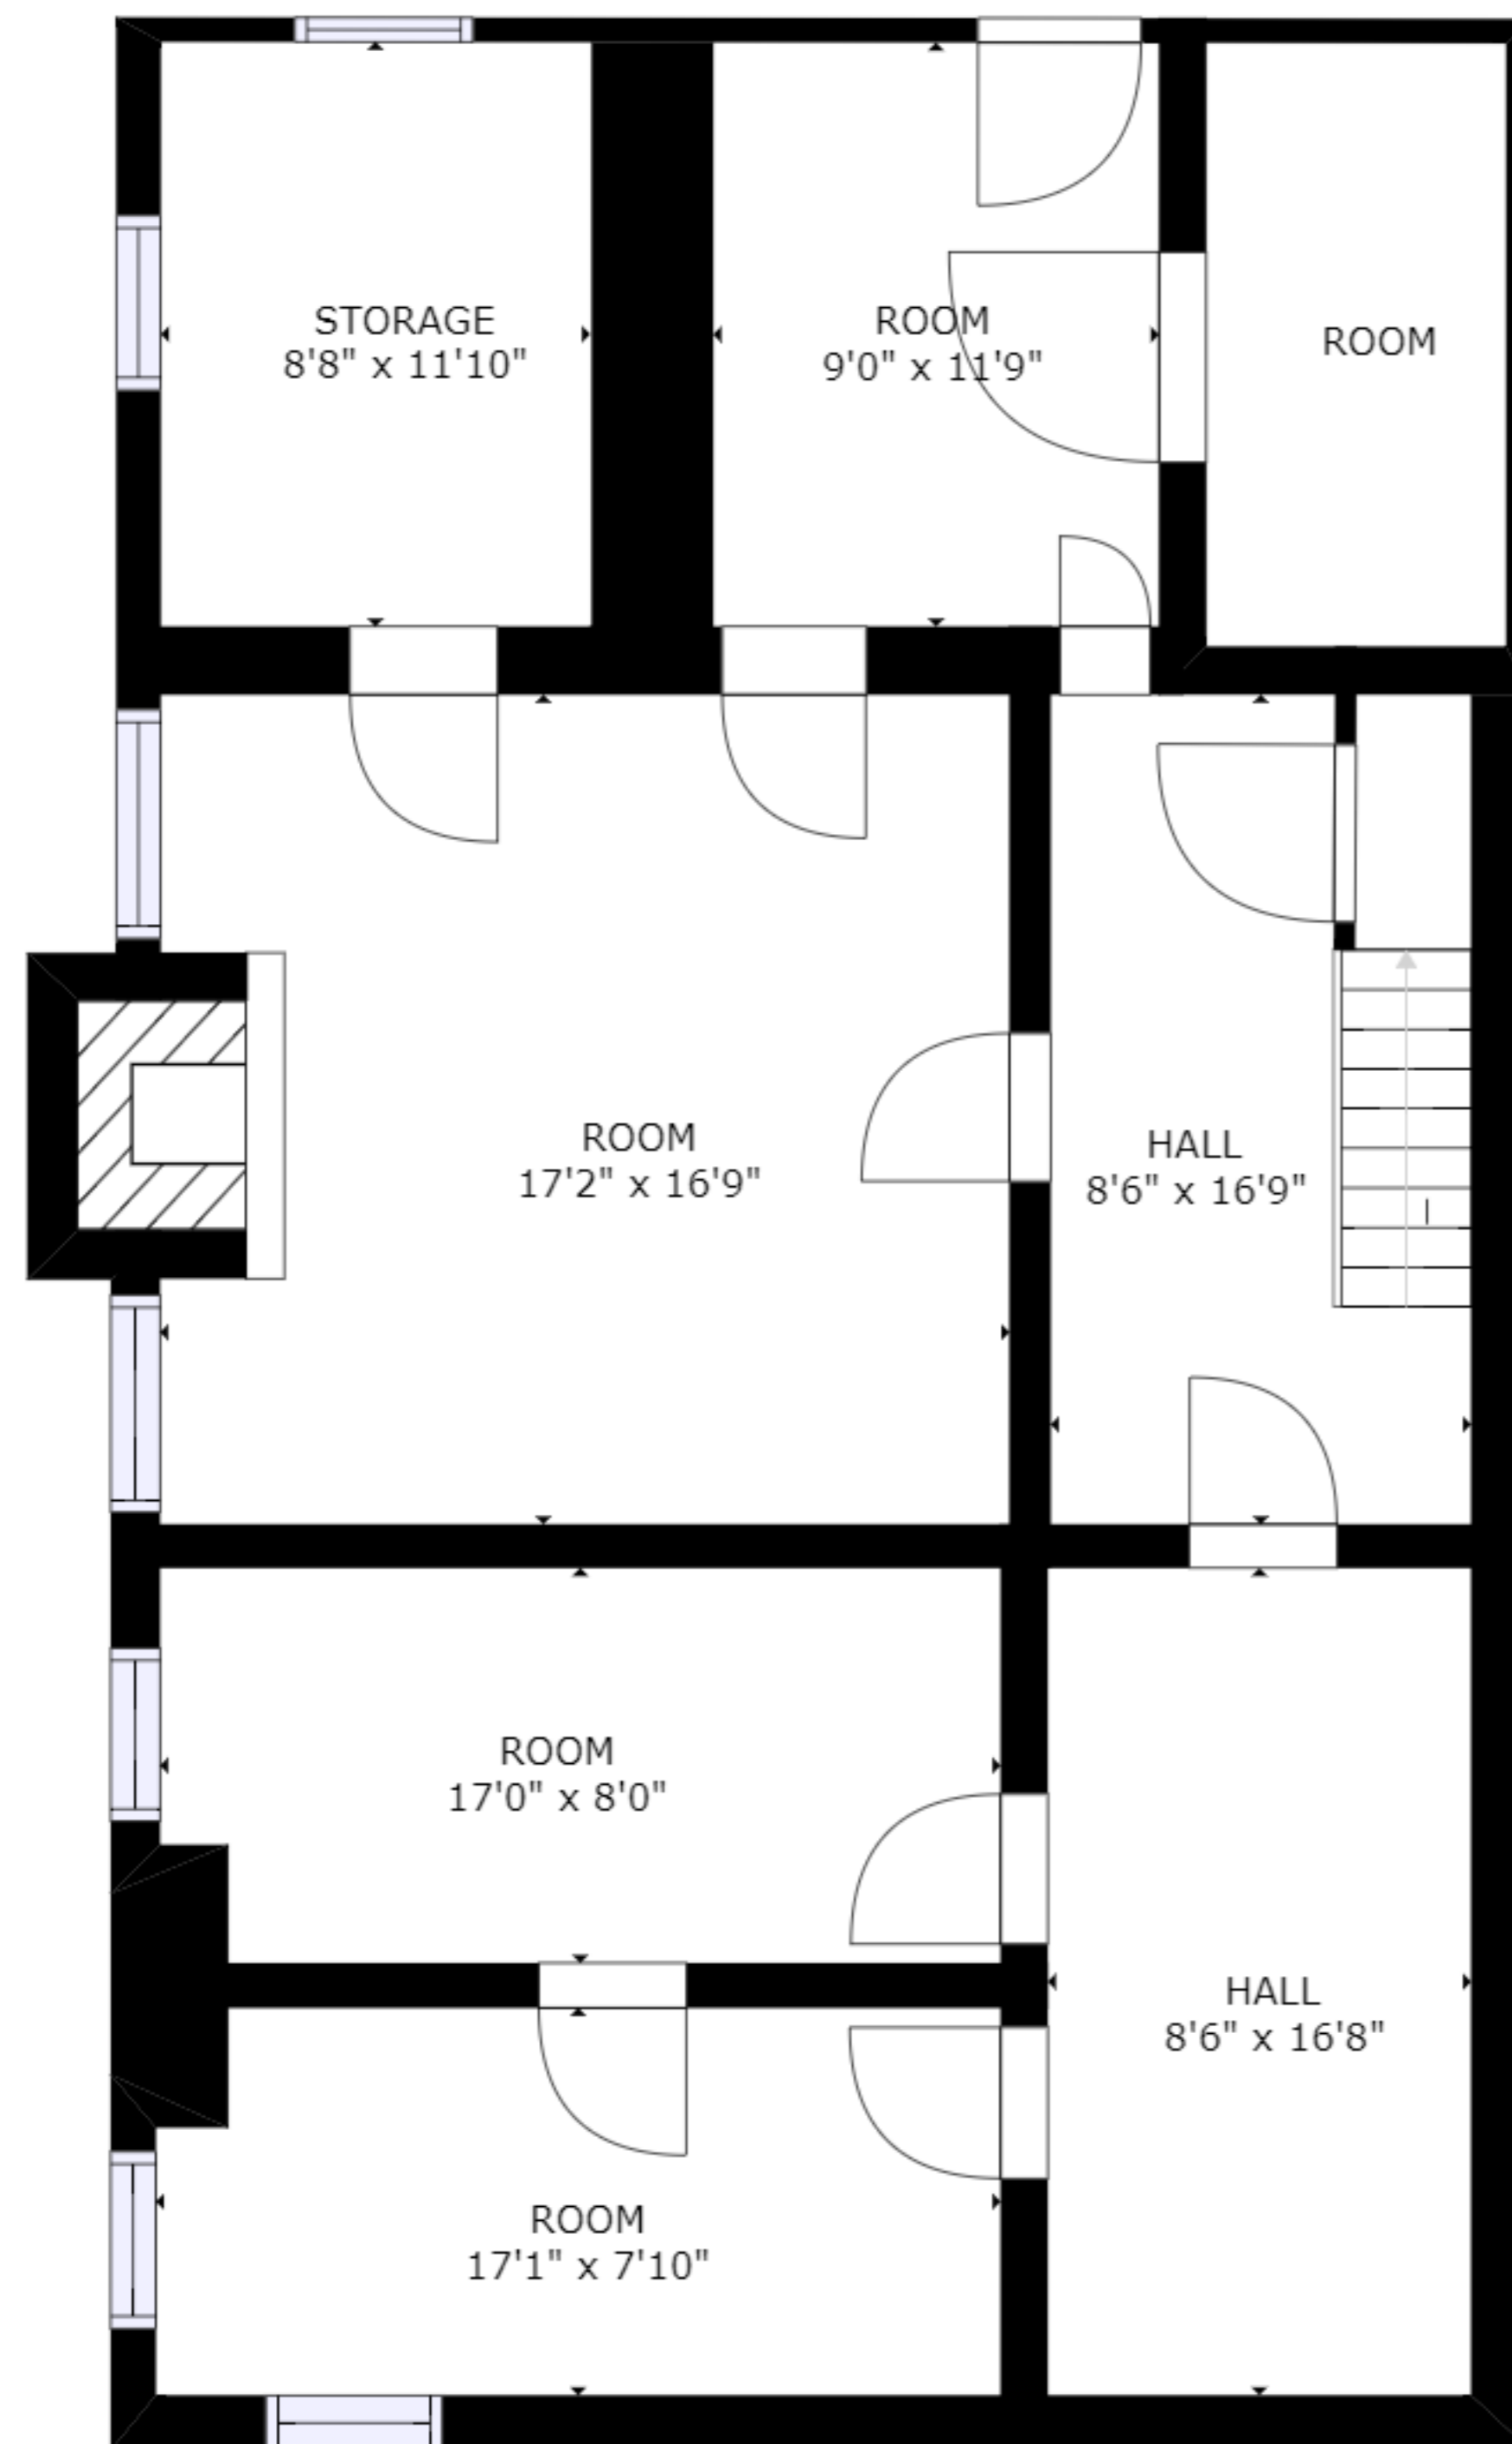 STORAGE
8'8" x 11'10"
ROOM
9'0" x 11'9"
ROOM
ROOM
17'2" x 16'9"
HALL
8'6" x 16'9"
ROOM
17'0" x 8'0"
HALL
8'6" x 16'8"
ROOM
17'1" x 7'10"